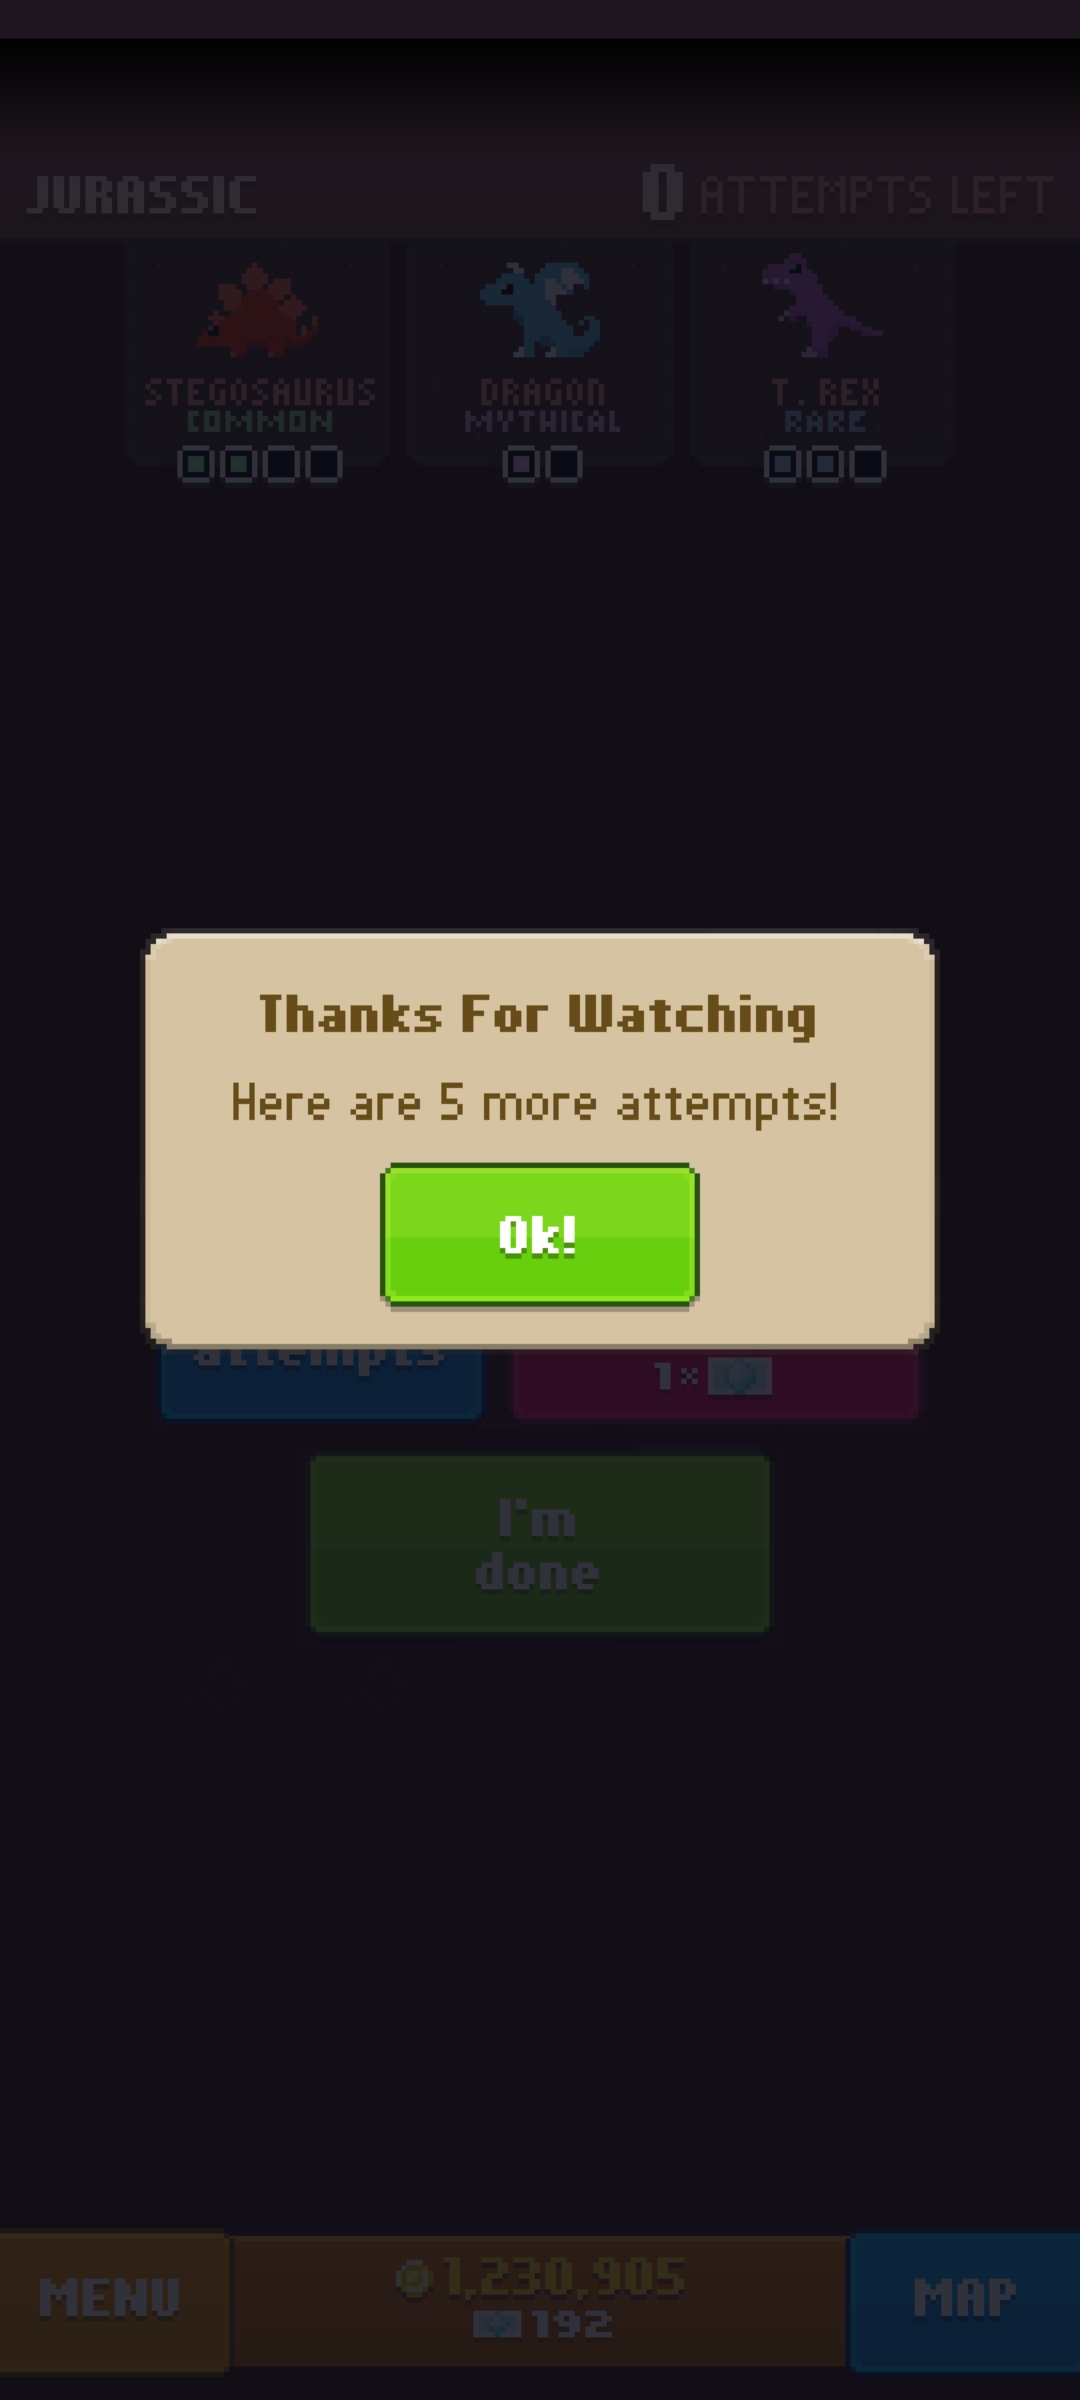 JURASSIC
0 ATTEMPTS LEFT
STEGOSAURUS
COMMON
DRAGON
MYTHICAL
T. REX
RARE
Thanks For Watching
Here are 5 more attempts!
Ok!
attempts
1×
I'm
done
MENU
1,230,905
192
MAP